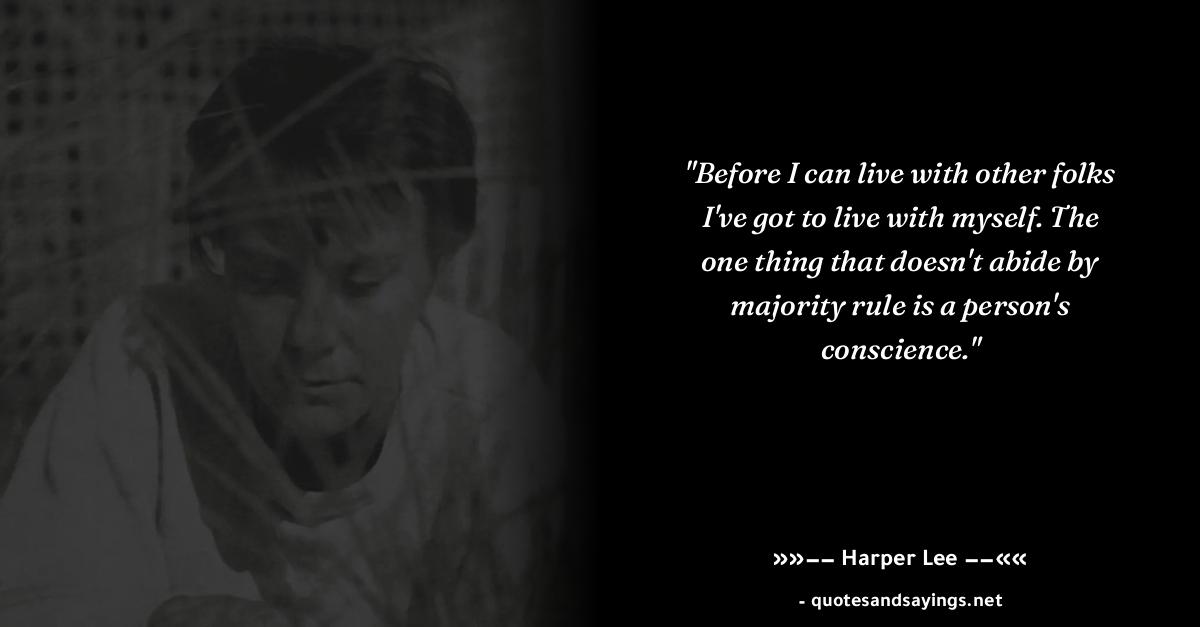 "Before I can live with other folks
I've got to live with myself. The
one thing that doesn't abide by
majority rule is a person's
conscience."
»»−− Harper Lee −−««
- quotesandsayings.net